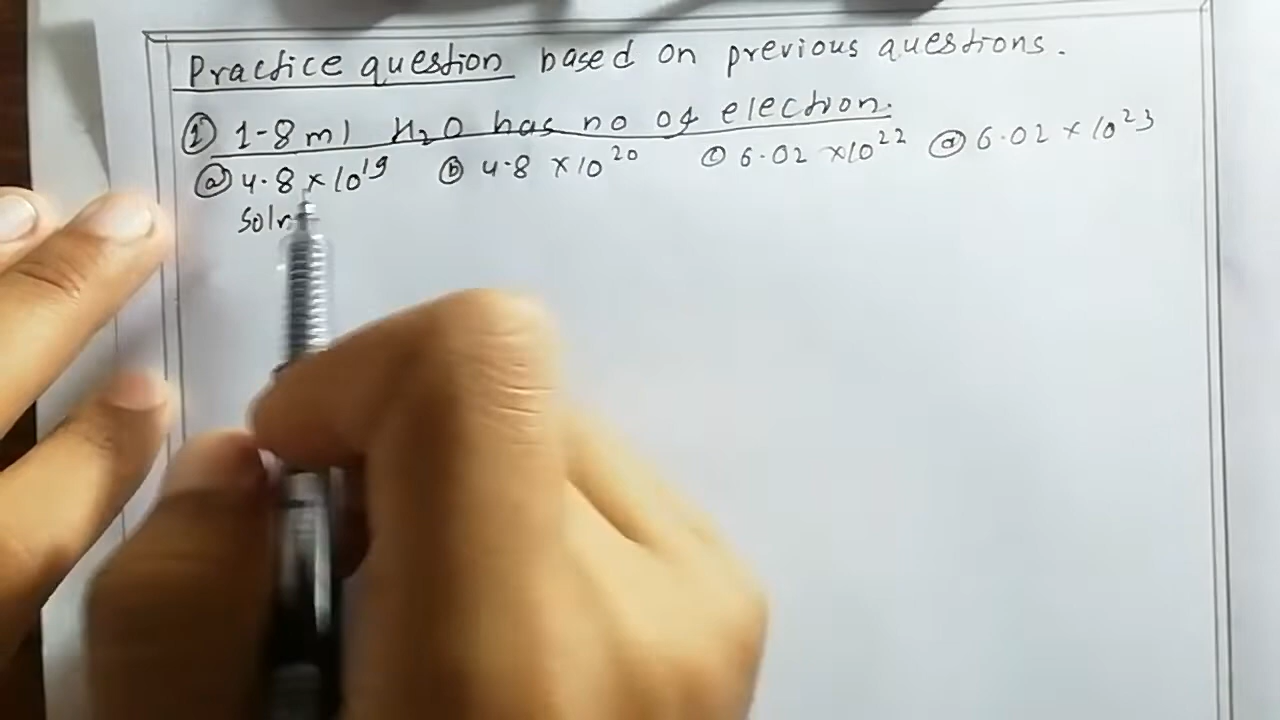 Practice question based on previous questions.
① 1-8 ml H₂O has no of election.
ⓐ 4.8 × 10¹⁹ ⓑ 4.8 × 10²⁰ ⓒ 6.02 × 10²² ⓓ 6.02 × 10²³
Soln